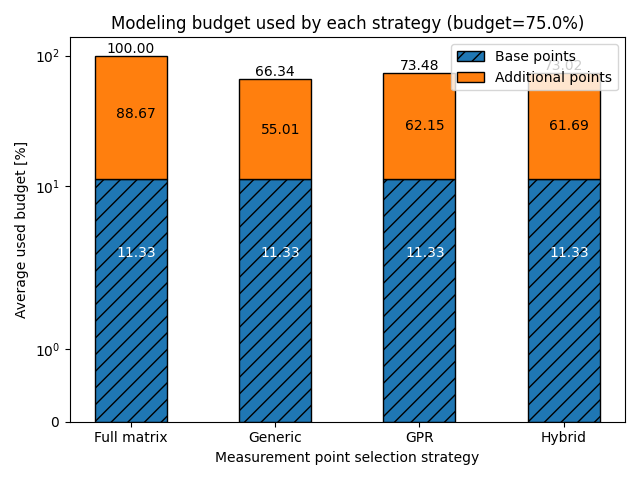 Modeling budget used by each strategy (budget=75.0%)
100.00
66.34
73.48
73.02
Base points
Additional points
88.67
55.01
62.15
61.69
11.33
11.33
11.33
11.33
10²
10¹
10⁰
0
Average used budget [%]
Full matrix
Generic
GPR
Hybrid
Measurement point selection strategy